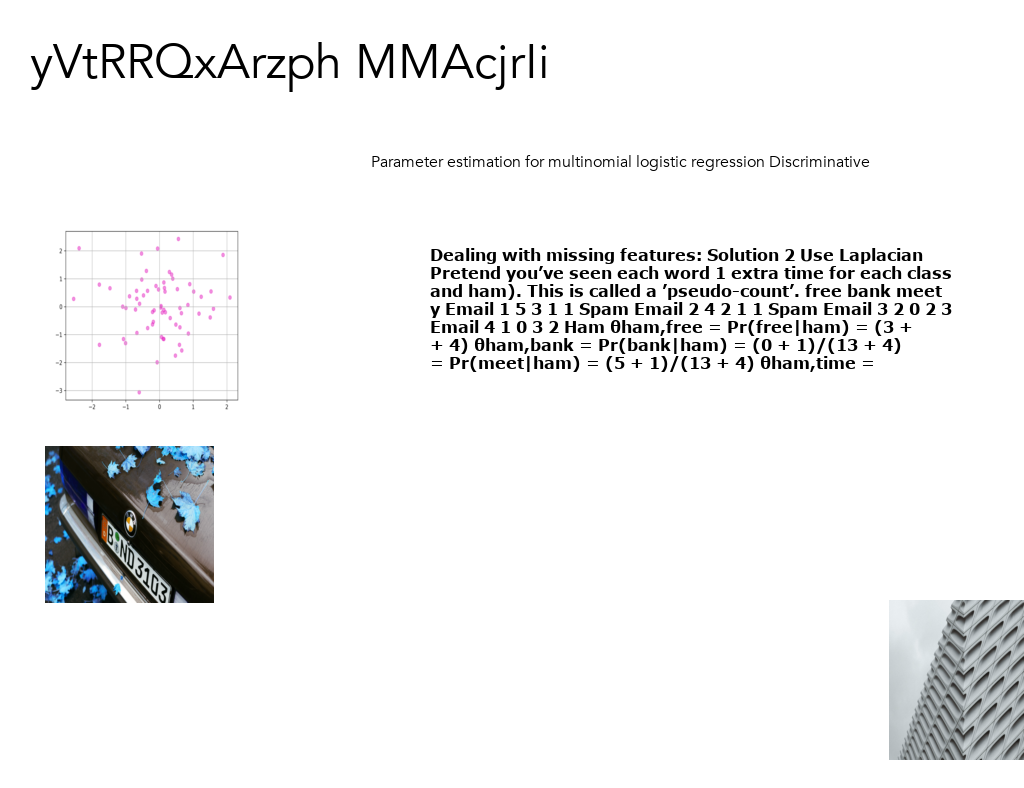 yVtRRQxArzph MMAcjrIi
Parameter estimation for multinomial logistic regression Discriminative
Dealing with missing features: Solution 2 Use Laplacian
Pretend you’ve seen each word 1 extra time for each class
and ham). This is called a ’pseudo-count’. free bank meet
y Email 1 5 3 1 1 Spam Email 2 4 2 1 1 Spam Email 3 2 0 2 3
Email 4 1 0 3 2 Ham θham,free = Pr(free|ham) = (3 +
+ 4) θham,bank = Pr(bank|ham) = (0 + 1)/(13 + 4)
= Pr(meet|ham) = (5 + 1)/(13 + 4) θham,time =
2
1
0
−1
−2
−3
−2 −1 0 1 2
B ND 3103